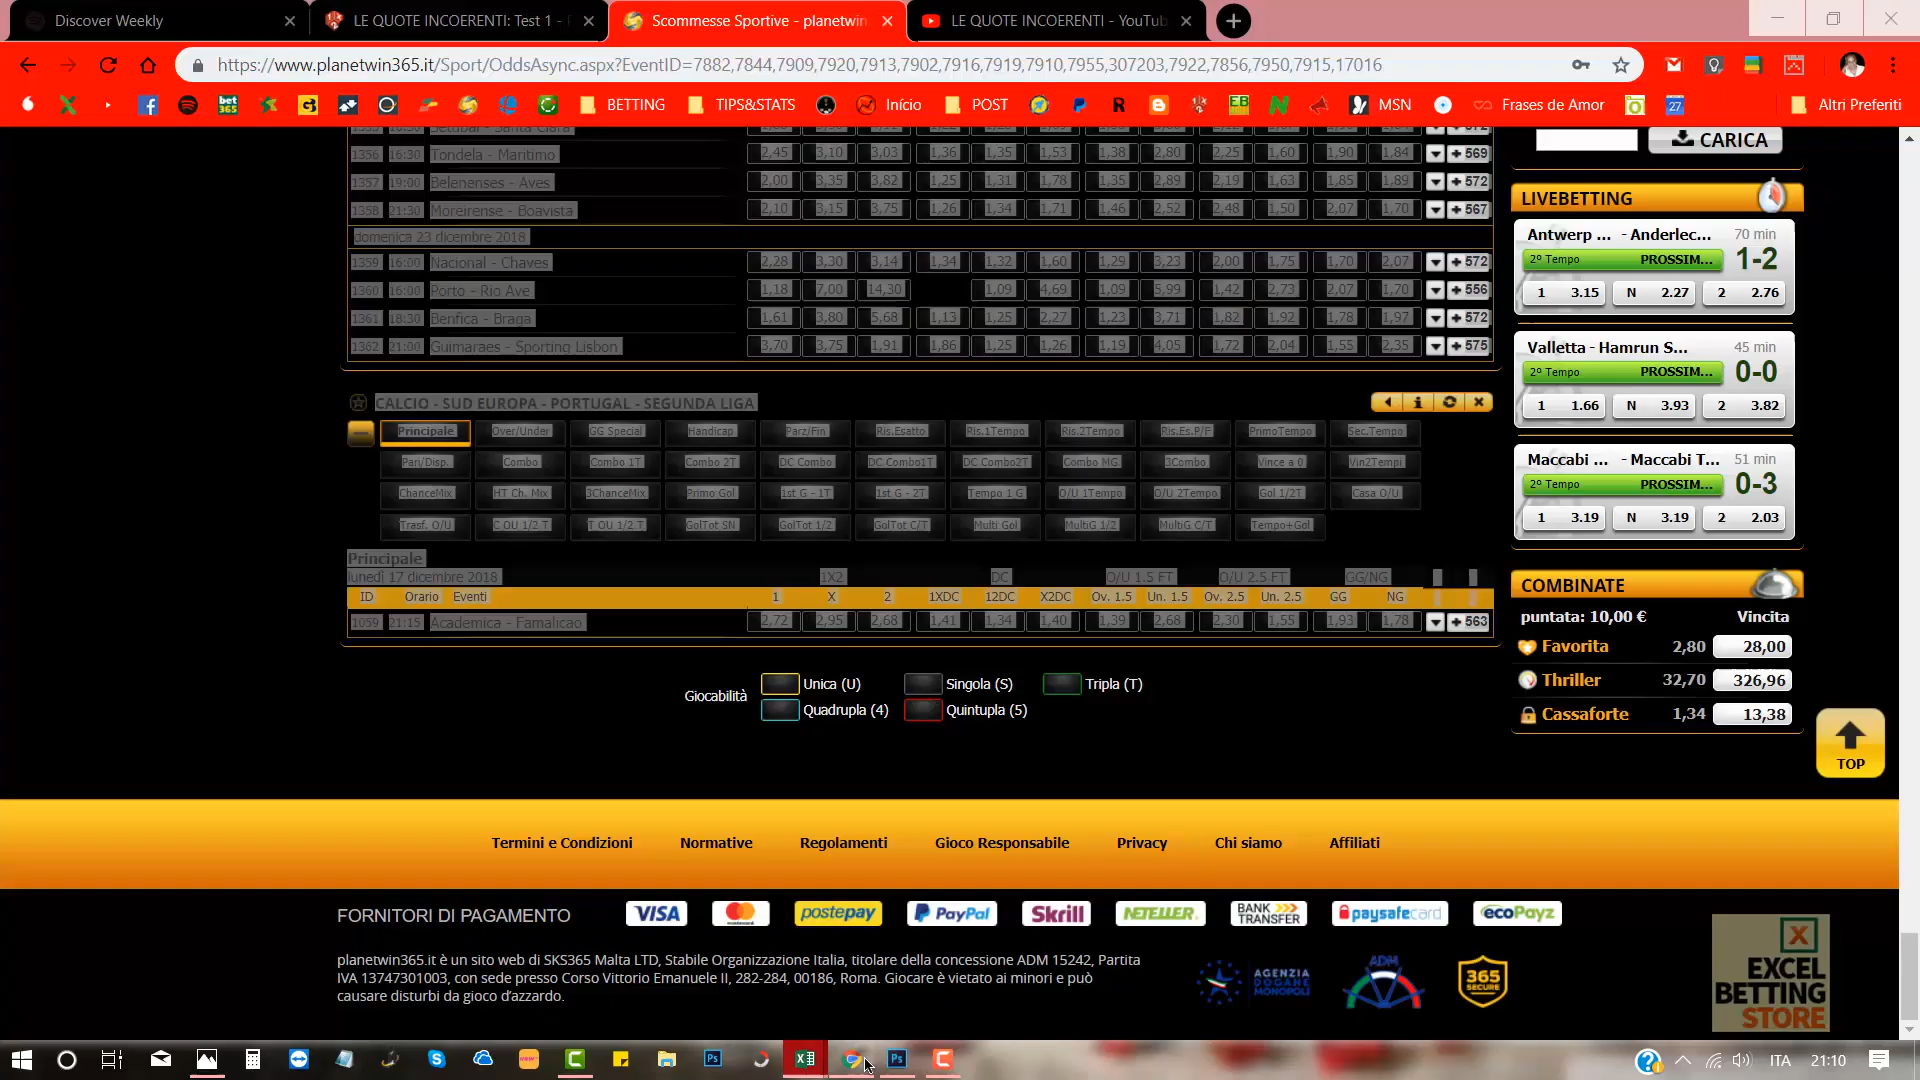 Discover Weekly
LE QUOTE INCOERENTI: Test 1 -
Scommesse Sportive - planetwin
LE QUOTE INCOERENTI - YouTub
https://www.planetwin365.it/Sport/OddsAsync.aspx?EventID=7882,7844,7909,7920,7913,7902,7916,7919,7910,7955,307203,7922,7856,7950,7915,17016
BETTING TIPS&STATS Início POST MSN Frases de Amor Altri Preferiti
1356 16:30 Tondela - Maritimo 2,45 3,10 3,03 1,36 1,35 1,53 1,38 2,80 2,25 1,60 1,90 1,84 +569
1357 19:00 Belenenses - Aves 2,00 3,35 3,82 1,25 1,31 1,78 1,35 2,89 2,19 1,63 1,85 1,89 +572
1358 21:30 Moreirense - Boavista 2,10 3,15 3,75 1,26 1,34 1,71 1,46 2,52 2,48 1,50 2,07 1,70 +567
domenica 23 dicembre 2018
1359 16:00 Nacional - Chaves 2,28 3,30 3,14 1,34 1,32 1,60 1,29 3,23 2,00 1,75 1,70 2,07 +572
1360 16:00 Porto - Rio Ave 1,18 7,00 14,30 1,09 4,69 1,09 5,99 1,42 2,73 2,07 1,70 +556
1361 18:30 Benfica - Braga 1,61 3,80 5,68 1,13 1,25 2,27 1,23 3,71 1,82 1,92 1,78 1,97 +572
1362 21:00 Guimaraes - Sporting Lisbon 3,70 3,75 1,91 1,86 1,25 1,26 1,19 4,05 1,72 2,04 1,55 2,35 +575
CALCIO - SUD EUROPA - PORTUGAL - SEGUNDA LIGA
Principale Over/Under GG Special Handicap Parz/Fin Ris.Esatto Ris.1Tempo Ris.2Tempo Ris.Es.P/F PrimoTempo Sec.Tempo
Pari/Disp. Combo Combo 1T Combo 2T DC Combo DC Combo1T DC Combo2T Combo MG 3Combo Vince a 0 Vin2Tempi
ChanceMix HT Ch. Mix 3ChanceMix Primo Gol 1st G - 1T 1st G - 2T Tempo 1 G O/U 1Tempo O/U 2Tempo Gol 1/2T Casa O/U
Trasf. O/U C OU 1/2 T T OU 1/2 T GolTot SN GolTot 1/2 GolTot C/T Multi Gol MultiG 1/2 MultiG C/T Tempo+Gol
Principale
lunedì 17 dicembre 2018 1X2 DC O/U 1.5 FT O/U 2.5 FT GG/NG
ID Orario Eventi 1 X 2 1XDC 12DC X2DC Ov. 1.5 Un. 1.5 Ov. 2.5 Un. 2.5 GG NG
1059 21:15 Academica - Famalicao 2,72 2,95 2,68 1,41 1,34 1,40 1,39 2,68 2,30 1,55 1,93 1,78 +563
Giocabilità Unica (U) Singola (S) Tripla (T)
Quadrupla (4) Quintupla (5)
CARICA
LIVEBETTING
Antwerp ... - Anderlec... 70 min
2º Tempo PROSSIM... 1-2
1 3.15 N 2.27 2 2.76
Valletta - Hamrun S... 45 min
2º Tempo PROSSIM... 0-0
1 1.66 N 3.93 2 3.82
Maccabi ... - Maccabi T... 51 min
2º Tempo PROSSIM... 0-3
1 3.19 N 3.19 2 2.03
COMBINATE
puntata: 10,00 € Vincita
Favorita 2,80 28,00
Thriller 32,70 326,96
Cassaforte 1,34 13,38
TOP
Termini e Condizioni Normative Regolamenti Gioco Responsabile Privacy Chi siamo Affiliati
FORNITORI DI PAGAMENTO VISA mastercard postepay PayPal Skrill NETELLER BANK TRANSFER paysafecard ecoPayz
planetwin365.it è un sito web di SKS365 Malta LTD, Stabile Organizzazione Italia, titolare della concessione ADM 15242, Partita
IVA 13747301003, con sede presso Corso Vittorio Emanuele II, 282-284, 00186, Roma. Giocare è vietato ai minori e può
causare disturbi da gioco d'azzardo.
AGENZIA
DOGANE
MONOPOLI
ADM
365
SECURE
X
EXCEL
BETTING
STORE
ITA 21:10